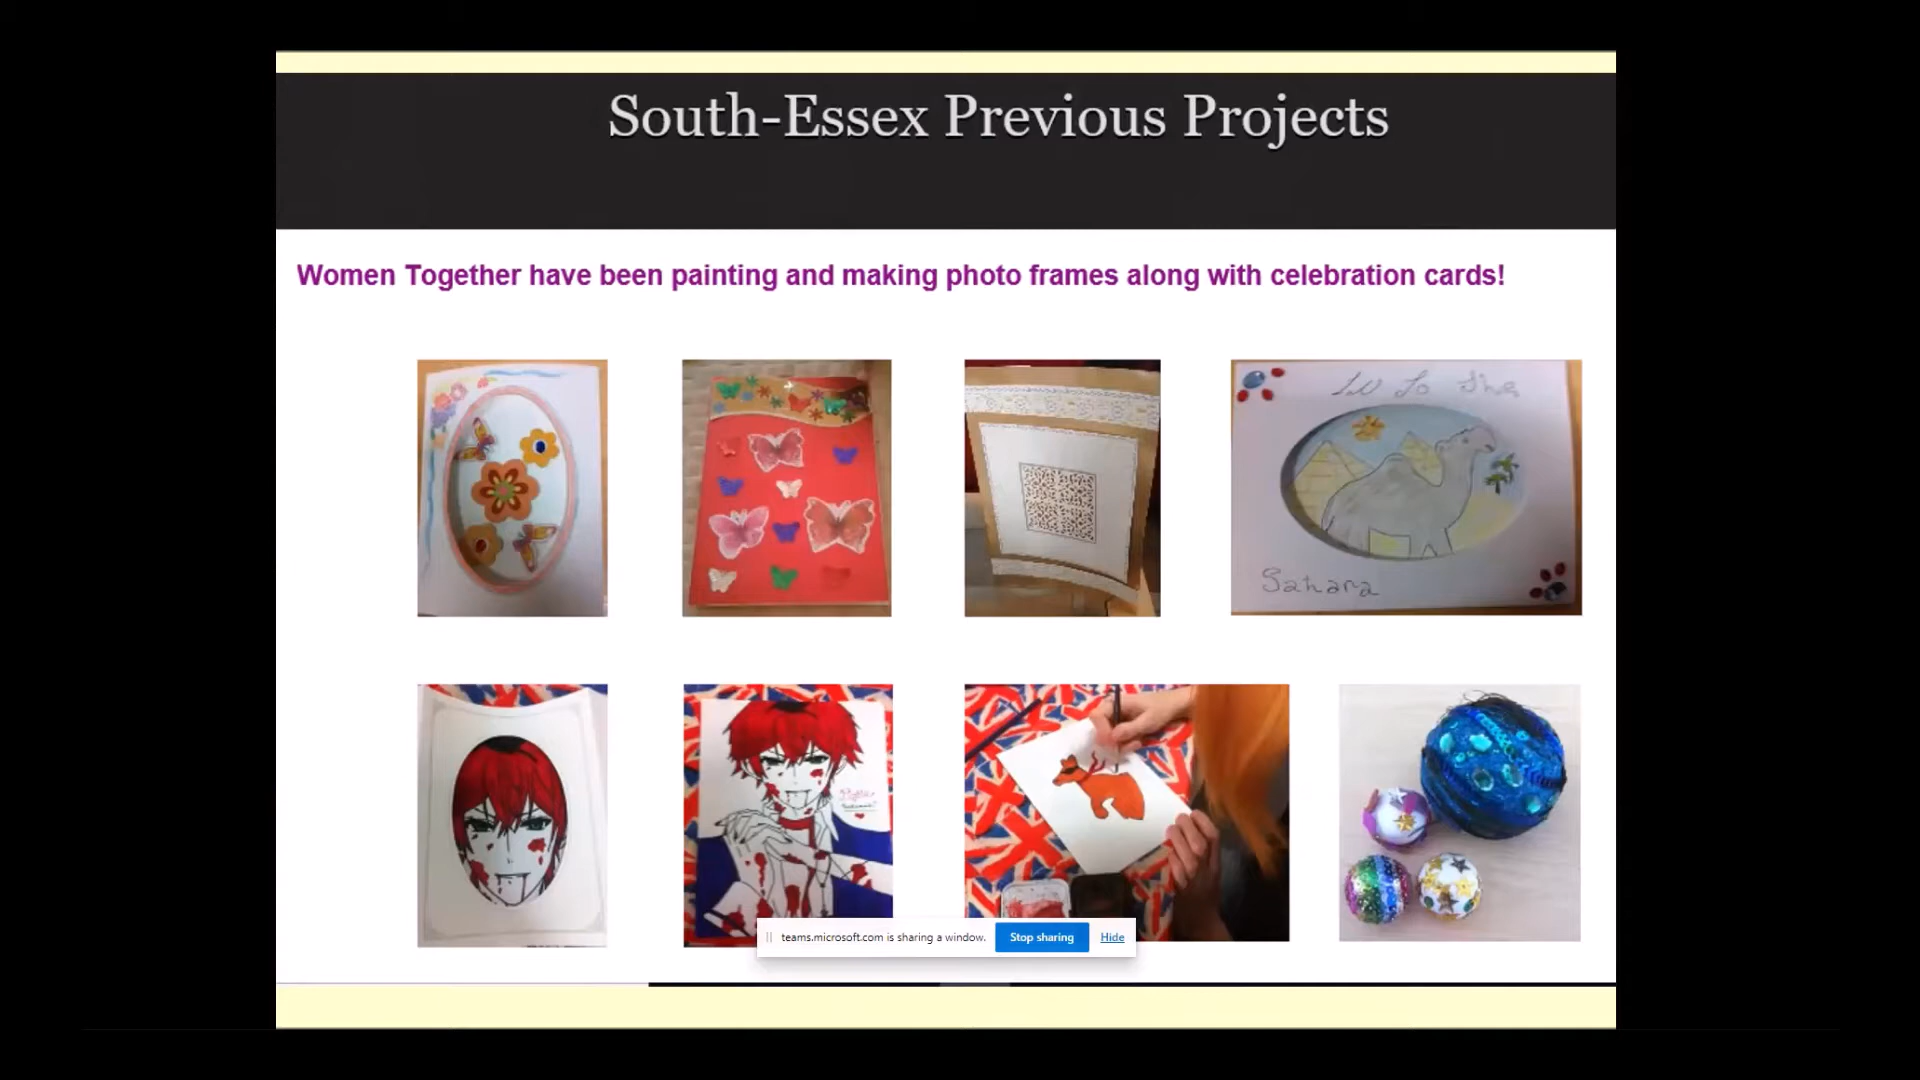 South-Essex Previous Projects
Women Together have been painting and making photo frames along with celebration cards!
Sahara
teams.microsoft.com is sharing a window.
Stop sharing
Hide